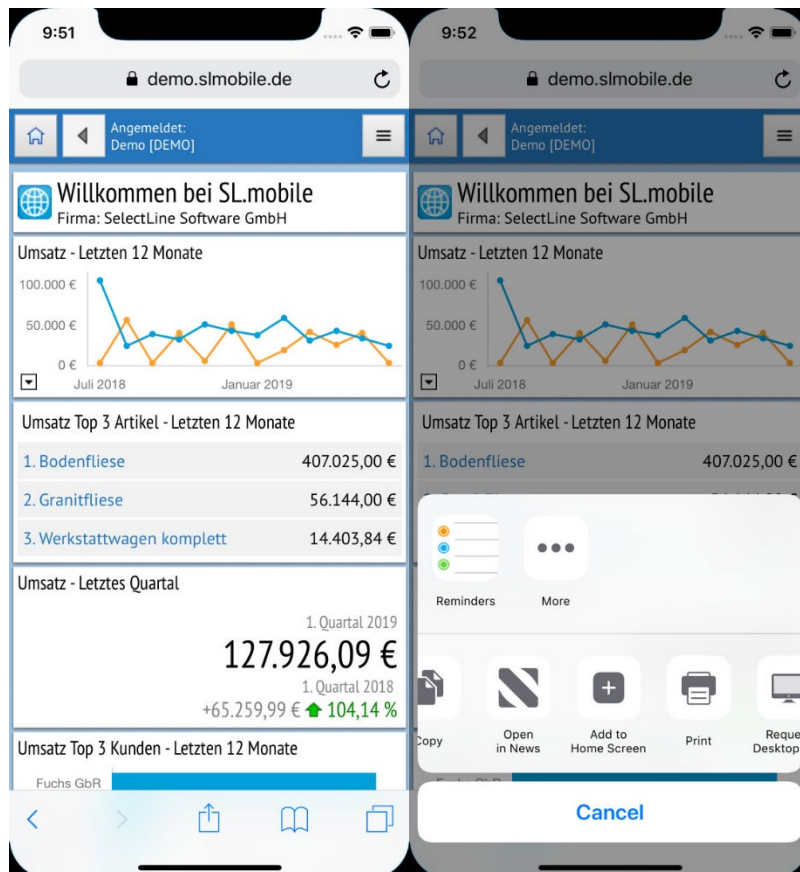 9:51
demo.slmobile.de
Angemeldet:
Demo [DEMO]
Willkommen bei SL.mobile
Firma: SelectLine Software GmbH
Umsatz - Letzten 12 Monate
100.000 €
50.000 €
0 €
Juli 2018 Januar 2019
Umsatz Top 3 Artikel - Letzten 12 Monate
1. Bodenfliese 407.025,00 €
2. Granitfliese 56.144,00 €
3. Werkstattwagen komplett 14.403,84 €
Umsatz - Letztes Quartal
1. Quartal 2019
127.926,09 €
1. Quartal 2018
+65.259,99 € 104,14 %
Umsatz Top 3 Kunden - Letzten 12 Monate
Fuchs GbR
9:52
demo.slmobile.de
Angemeldet:
Demo [DEMO]
Willkommen bei SL.mobile
Firma: SelectLine Software GmbH
Umsatz - Letzten 12 Monate
100.000 €
50.000 €
0 €
Juli 2018 Januar 2019
Umsatz Top 3 Artikel - Letzten 12 Monate
1. Bodenfliese 407.025,00 €
Reminders More
Copy Open in News Add to Home Screen Print Reque Desktop
Cancel